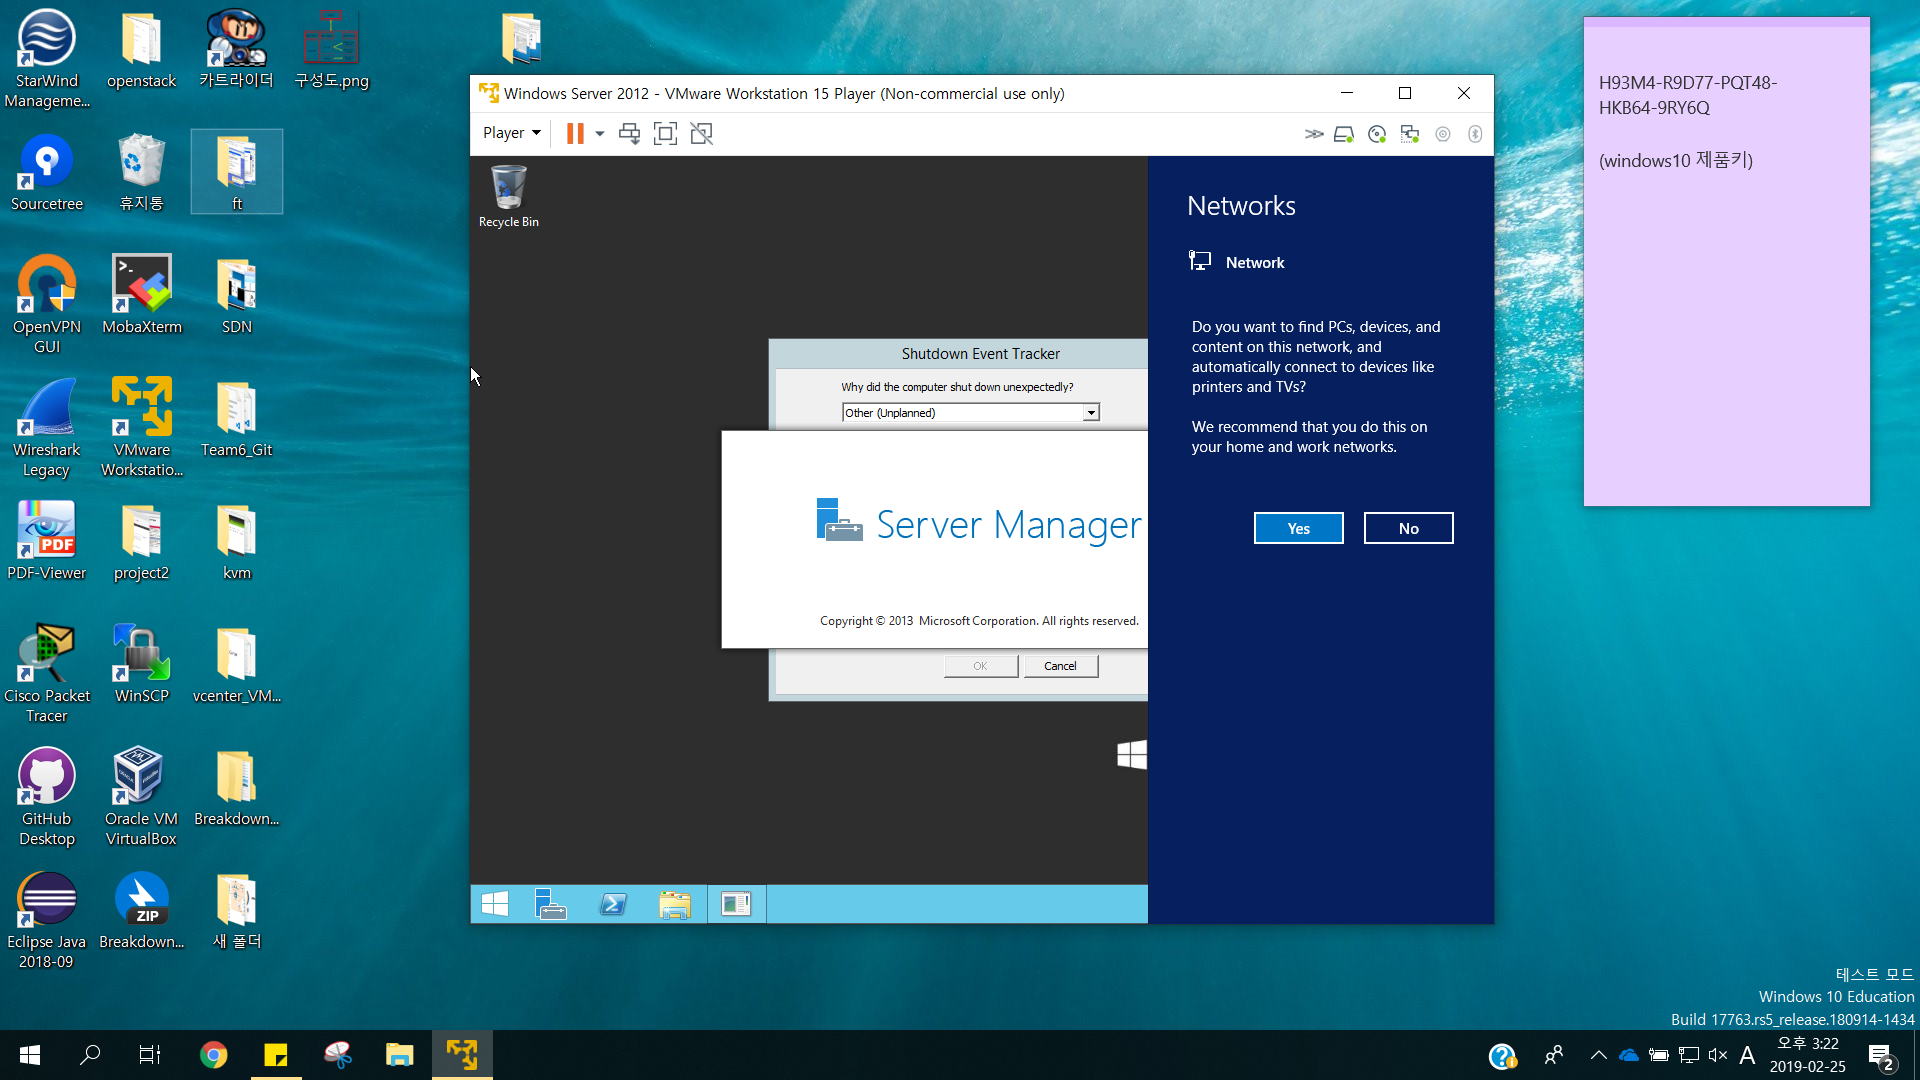 StarWind
Manageme...
openstack
카트라이더
구성도.png
Sourcetree
휴지통
ft
OpenVPN
GUI
MobaXterm
SDN
Wireshark
Legacy
VMware
Workstatio...
Team6_Git
PDF-Viewer
project2
kvm
Cisco Packet
Tracer
WinSCP
vcenter_VM...
GitHub
Desktop
Oracle VM
VirtualBox
Breakdown...
Eclipse Java
2018-09
ZIP
Breakdown...
새 폴더
PDF
Windows Server 2012 - VMware Workstation 15 Player (Non-commercial use only)
Player
Recycle Bin
Shutdown Event Tracker
Why did the computer shut down unexpectedly?
Other (Unplanned)
Server Manager
Copyright © 2013 Microsoft Corporation. All rights reserved.
OK
Cancel
Networks
Network
Do you want to find PCs, devices, and
content on this network, and
automatically connect to devices like
printers and TVs?
We recommend that you do this on
your home and work networks.
Yes
No
H93M4-R9D77-PQT48-
HKB64-9RY6Q
(windows10 제품키)
테스트 모드
Windows 10 Education
Build 17763.rs5_release.180914-1434
A
오후 3:22
2019-02-25
2